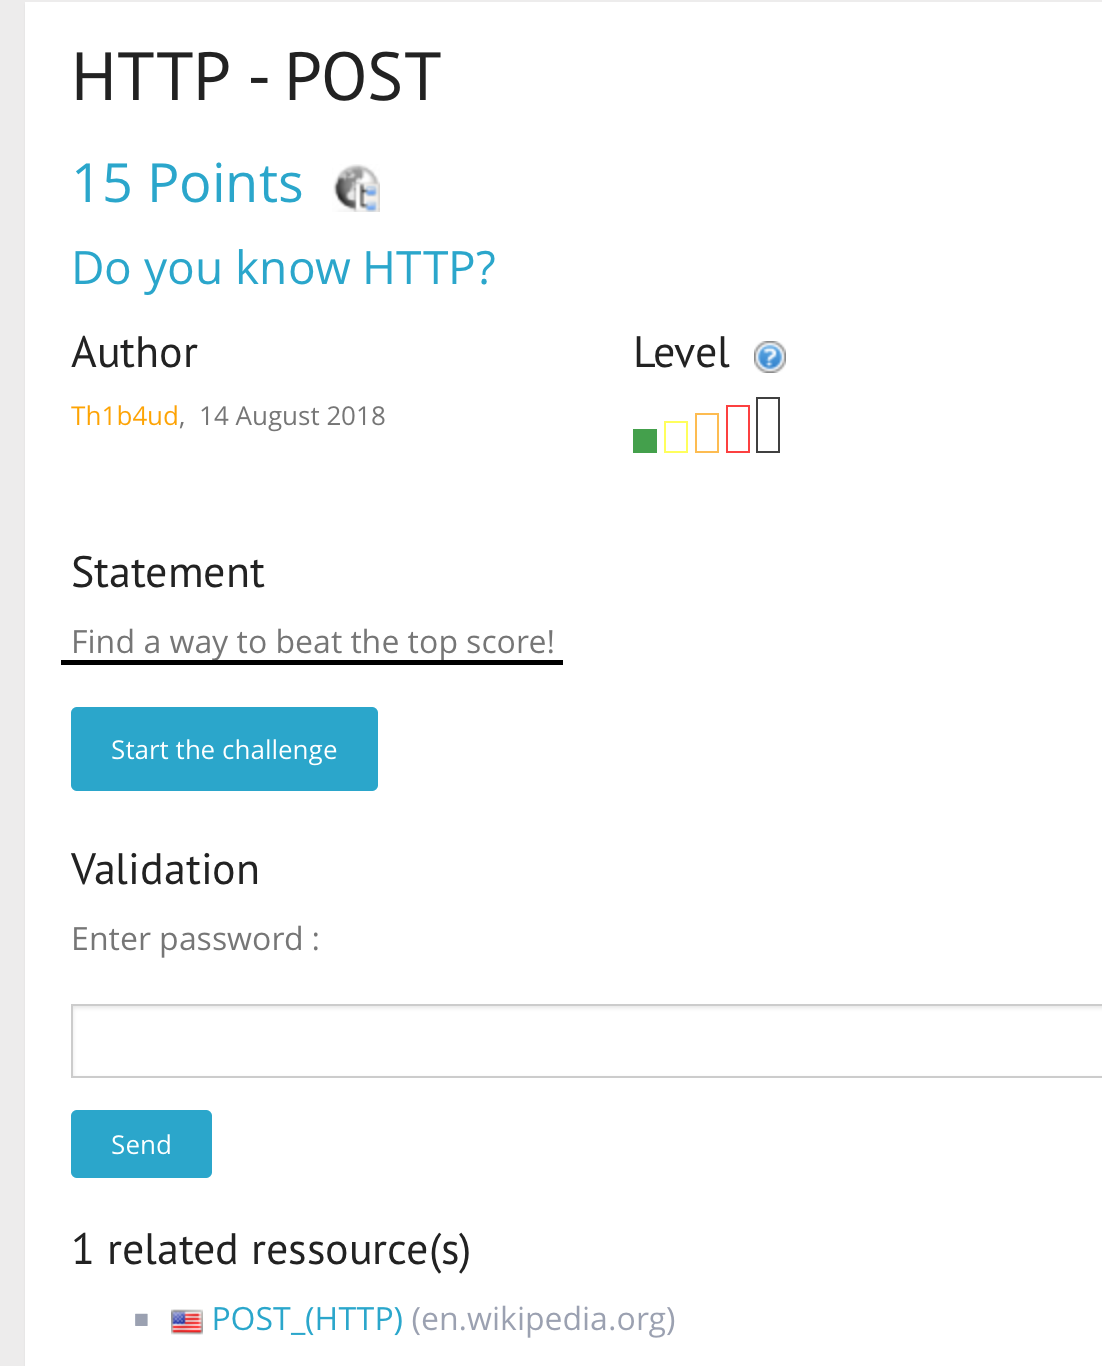 HTTP - POST
15 Points
Do you know HTTP?
Author
Level
Th1b4ud, 14 August 2018
Statement
Find a way to beat the top score!
Start the challenge
Validation
Enter password :
Send
1 related ressource(s)
POST_(HTTP) (en.wikipedia.org)